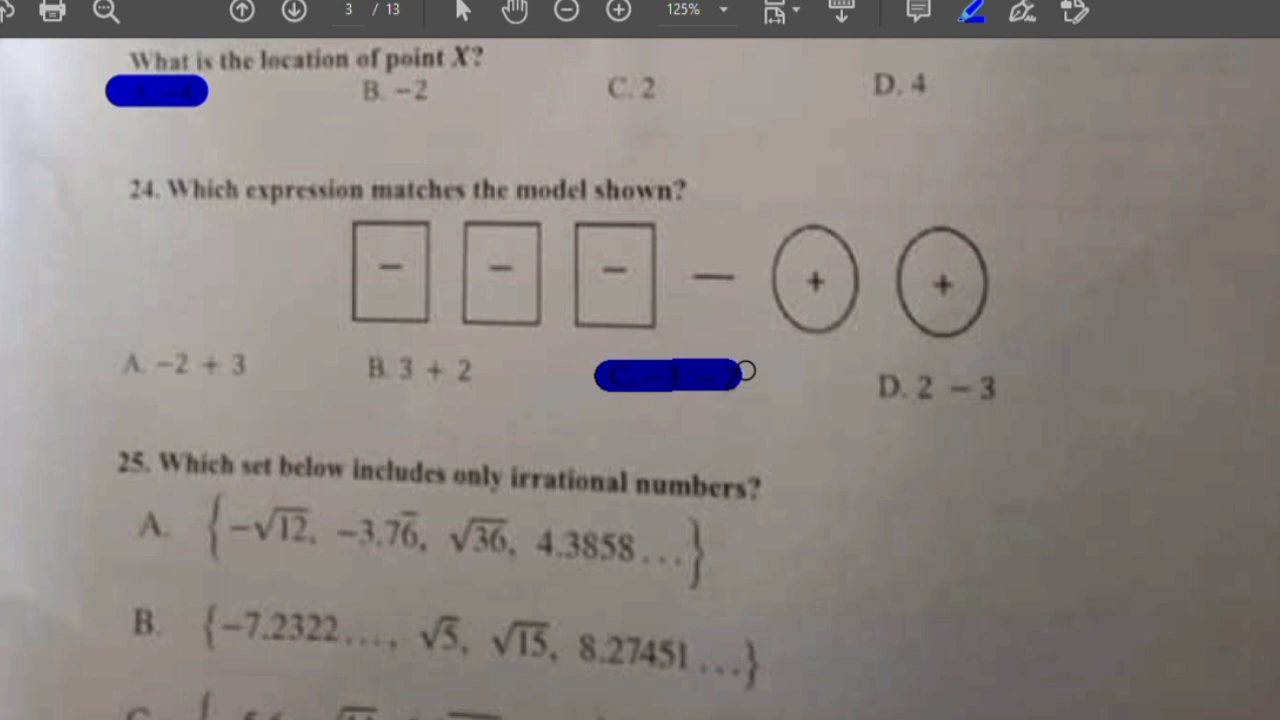 3 / 13 125%
What is the location of point X?
B. −2 C. 2 D. 4
24. Which expression matches the model shown?
− − − − + +
A. −2 + 3 B. 3 + 2 D. 2 − 3
25. Which set below includes only irrational numbers?
A. {−√12, −3.76̅, √36, 4.3858...}
B. {−7.2322..., √5, √15, 8.27451...}